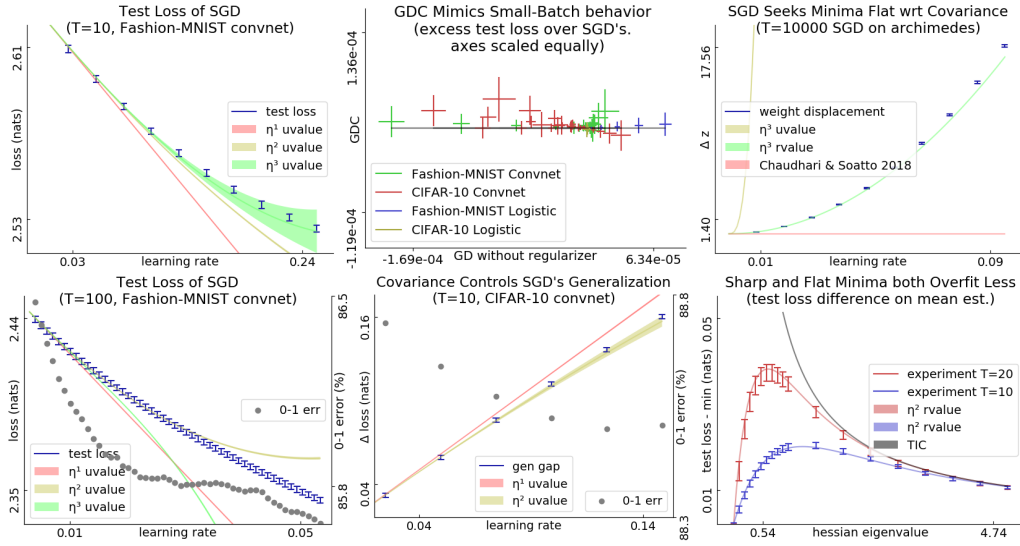 Test Loss of SGD
(T=10, Fashion-MNIST convnet)
2.61
loss (nats)
2.53
test loss
η¹ uvalue
η² uvalue
η³ uvalue
0.03
learning rate
0.24
GDC Mimics Small-Batch behavior
(excess test loss over SGD's.
axes scaled equally)
1.36e-04
GDC
-1.19e-04
Fashion-MNIST Convnet
CIFAR-10 Convnet
Fashion-MNIST Logistic
CIFAR-10 Logistic
-1.69e-04
GD without regularizer
6.34e-05
SGD Seeks Minima Flat wrt Covariance
(T=10000 SGD on archimedes)
17.56
Δ z
1.40
weight displacement
η³ uvalue
η³ rvalue
Chaudhari & Soatto 2018
0.01
learning rate
0.09
Test Loss of SGD
(T=100, Fashion-MNIST convnet)
2.44
loss (nats)
2.35
86.5
0-1 error (%)
85.8
0-1 err
test loss
η¹ uvalue
η² uvalue
η³ uvalue
0.01
learning rate
0.05
Covariance Controls SGD's Generalization
(T=10, CIFAR-10 convnet)
0.16
Δ loss (nats)
0.04
88.8
0-1 error (%)
88.3
gen gap
η¹ uvalue
η² uvalue
0-1 err
0.04
learning rate
0.14
Sharp and Flat Minima both Overfit Less
(test loss difference on mean est.)
0.05
test loss - min (nats)
0.01
experiment T=20
experiment T=10
η² rvalue
η² rvalue
TIC
0.54
hessian eigenvalue
4.74